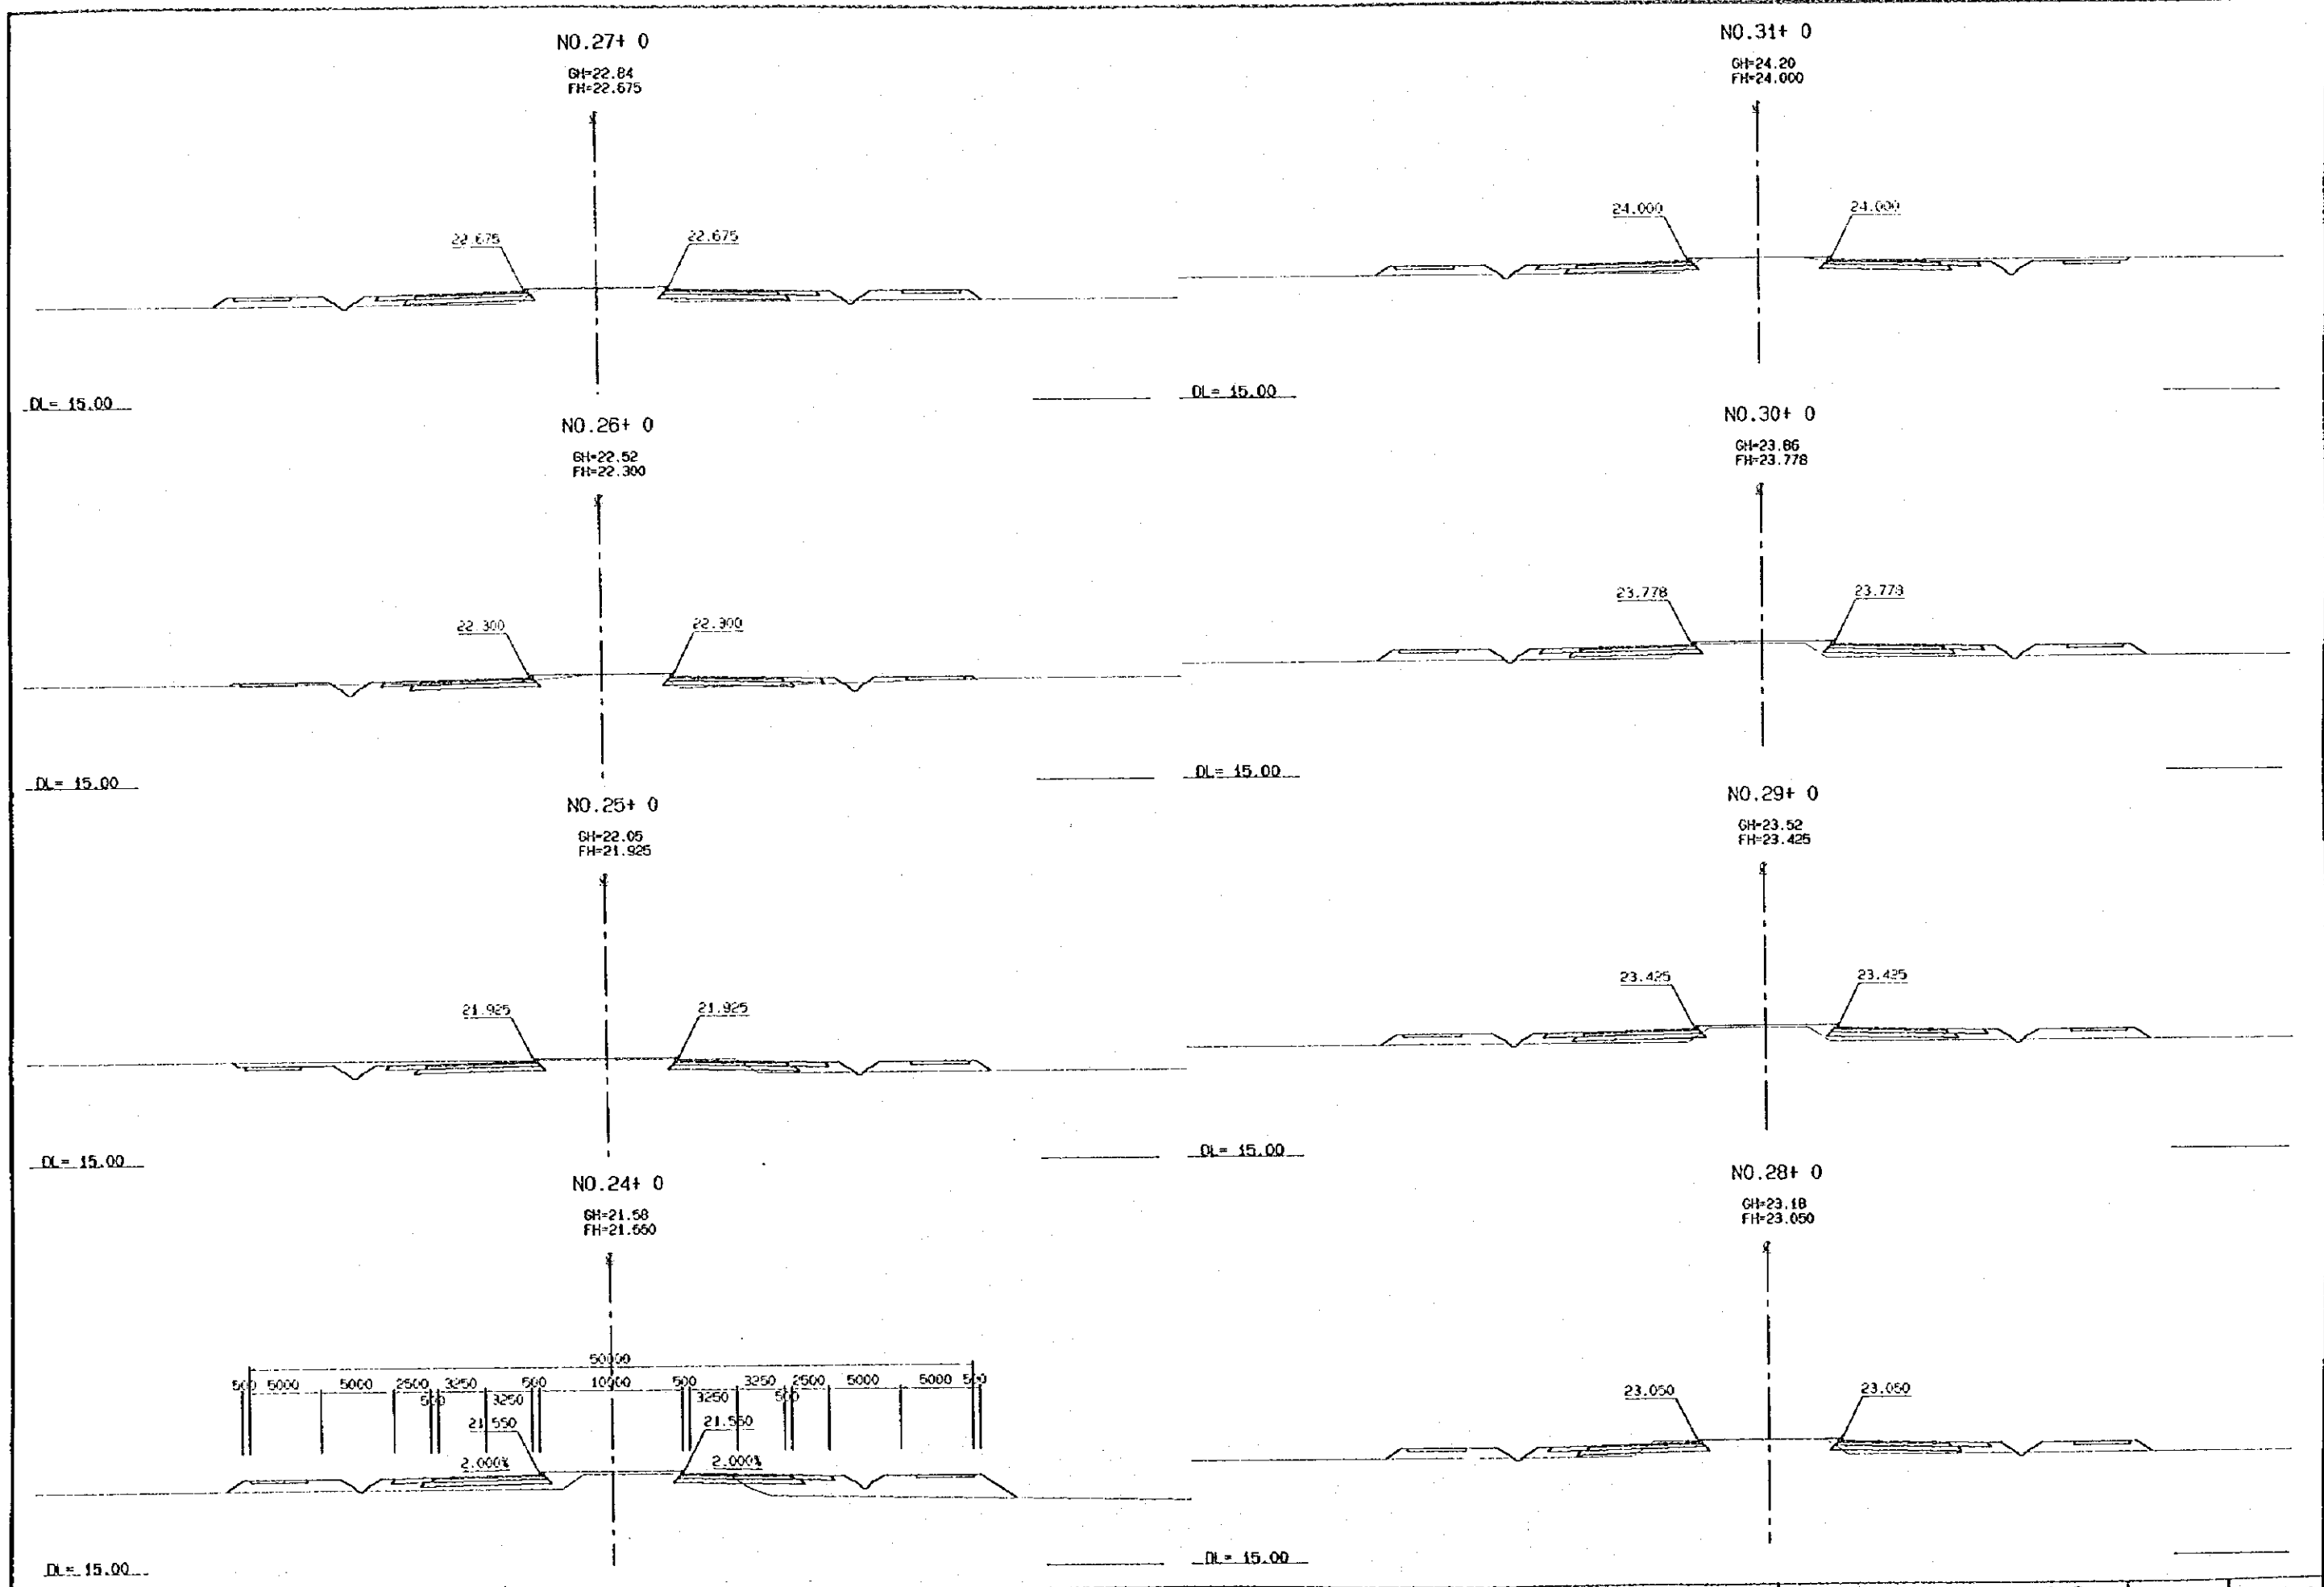 NO.27+ 0
GH=22.84
FH=22.675
22.675
22.675
DL= 15.00
NO.26+ 0
GH=22.52
FH=22.300
22.300
22.300
DL= 15.00
NO.25+ 0
GH=22.05
FH=21.925
21.925
21.925
DL= 15.00
NO.24+ 0
GH=21.58
FH=21.550
50000
500 5000 5000 2500 3250 500 10000 500 3250 2500 5000 5000 500
500 3250 3250 500
21.550
21.550
2.000%
2.000%
DL= 15.00
NO.31+ 0
GH=24.20
FH=24.000
24.000
24.000
DL= 15.00
NO.30+ 0
GH=23.86
FH=23.778
23.778
23.778
DL= 15.00
NO.29+ 0
GH=23.52
FH=23.425
23.425
23.425
DL= 15.00
NO.28+ 0
GH=23.18
FH=23.050
23.050
23.050
DL= 15.00